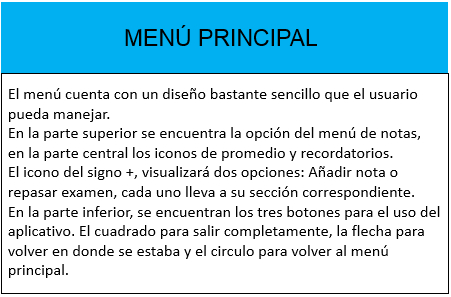 MENÚ PRINCIPAL
El menú cuenta con un diseño bastante sencillo que el usuario
pueda manejar.
En la parte superior se encuentra la opción del menú de notas,
en la parte central los iconos de promedio y recordatorios.
El icono del signo +, visualizará dos opciones: Añadir nota o
repasar examen, cada uno lleva a su sección correspondiente.
En la parte inferior, se encuentran los tres botones para el uso del
aplicativo. El cuadrado para salir completamente, la flecha para
volver en donde se estaba y el circulo para volver al menú
principal.